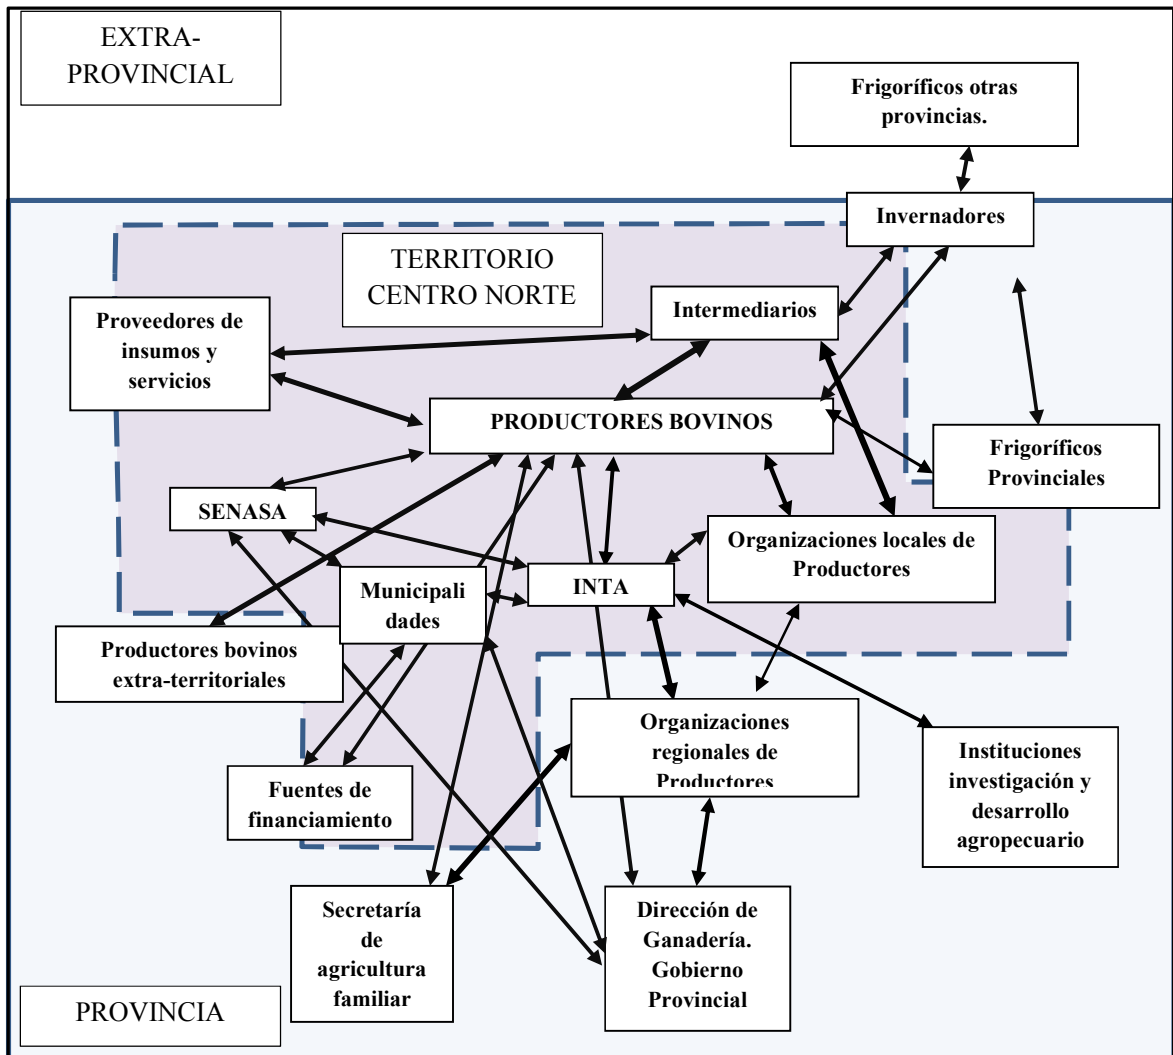 EXTRA-
PROVINCIAL
Frigoríficos otras
provincias.
Invernadores
TERRITORIO
CENTRO NORTE
Intermediarios
Proveedores de
insumos y
servicios
PRODUCTORES BOVINOS
Frigoríficos
Provinciales
SENASA
Organizaciones locales de
Productores
INTA
Municipali
dades
Productores bovinos
extra-territoriales
Organizaciones
regionales de
Productores
Instituciones
investigación y
desarrollo
agropecuario
Fuentes de
financiamiento
Secretaría
de
agricultura
familiar
Dirección de
Ganadería.
Gobierno
Provincial
PROVINCIA